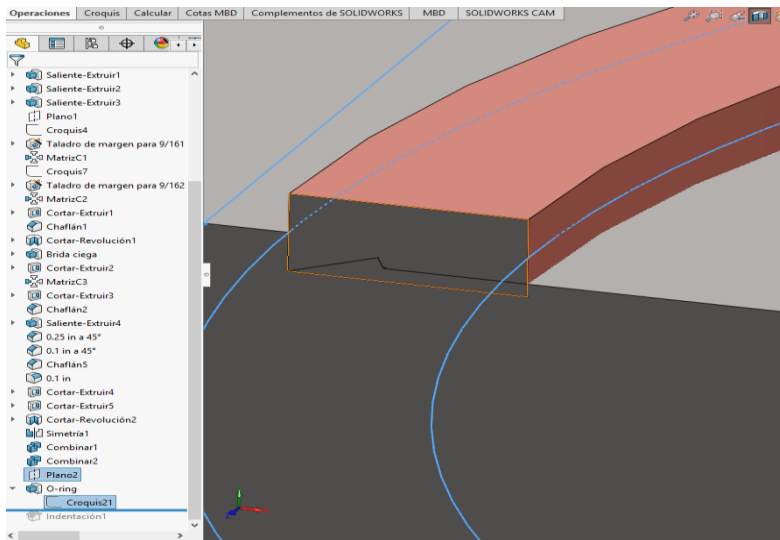 Operaciones Croquis Calcular Cotas MBD Complementos de SOLIDWORKS MBD SOLIDWORKS CAM
Saliente-Extruir1
Saliente-Extruir2
Saliente-Extruir3
Plano1
Croquis4
Taladro de margen para 9/161
MatrizC1
Croquis7
Taladro de margen para 9/162
MatrizC2
Cortar-Extruir1
Chaflán1
Cortar-Revolución1
Brida ciega
Cortar-Extruir2
MatrizC3
Cortar-Extruir3
Chaflán2
Saliente-Extruir4
0.25 in a 45°
0.1 in a 45°
Chaflán5
0.1 in
Cortar-Extruir4
Cortar-Extruir5
Cortar-Revolución2
Simetría1
Combinar1
Combinar2
Plano2
O-ring
Croquis21
Indentación1